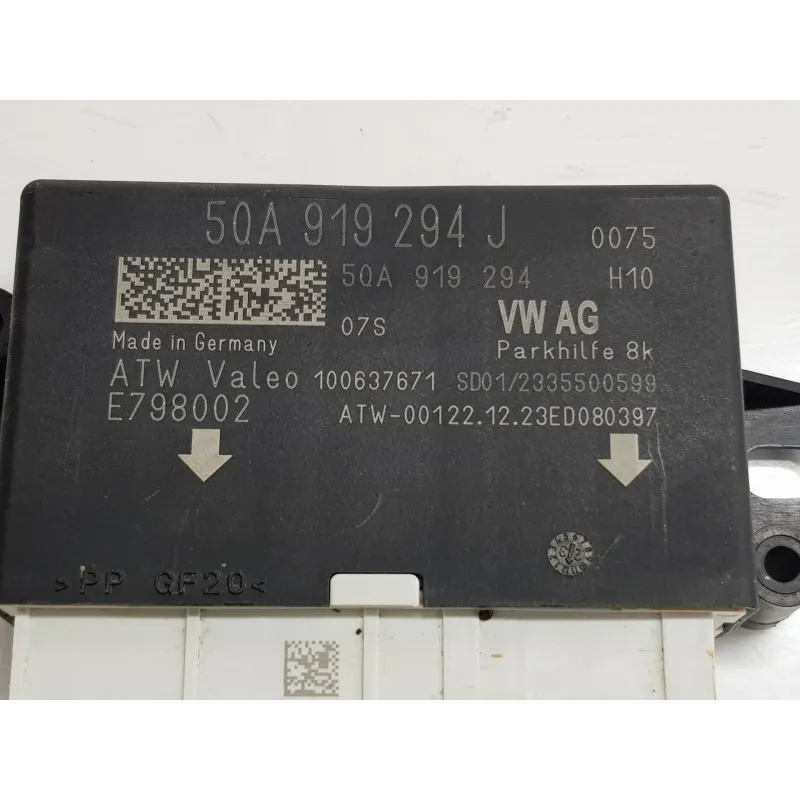 5QA 919 294 J 0075
5QA 919 294 H10
07S VW AG
Made in Germany Parkhilfe 8k
ATW Valeo 100637671 SD01/2335500599
E798002 ATW-00122.12.23ED080397
>PP GF20<